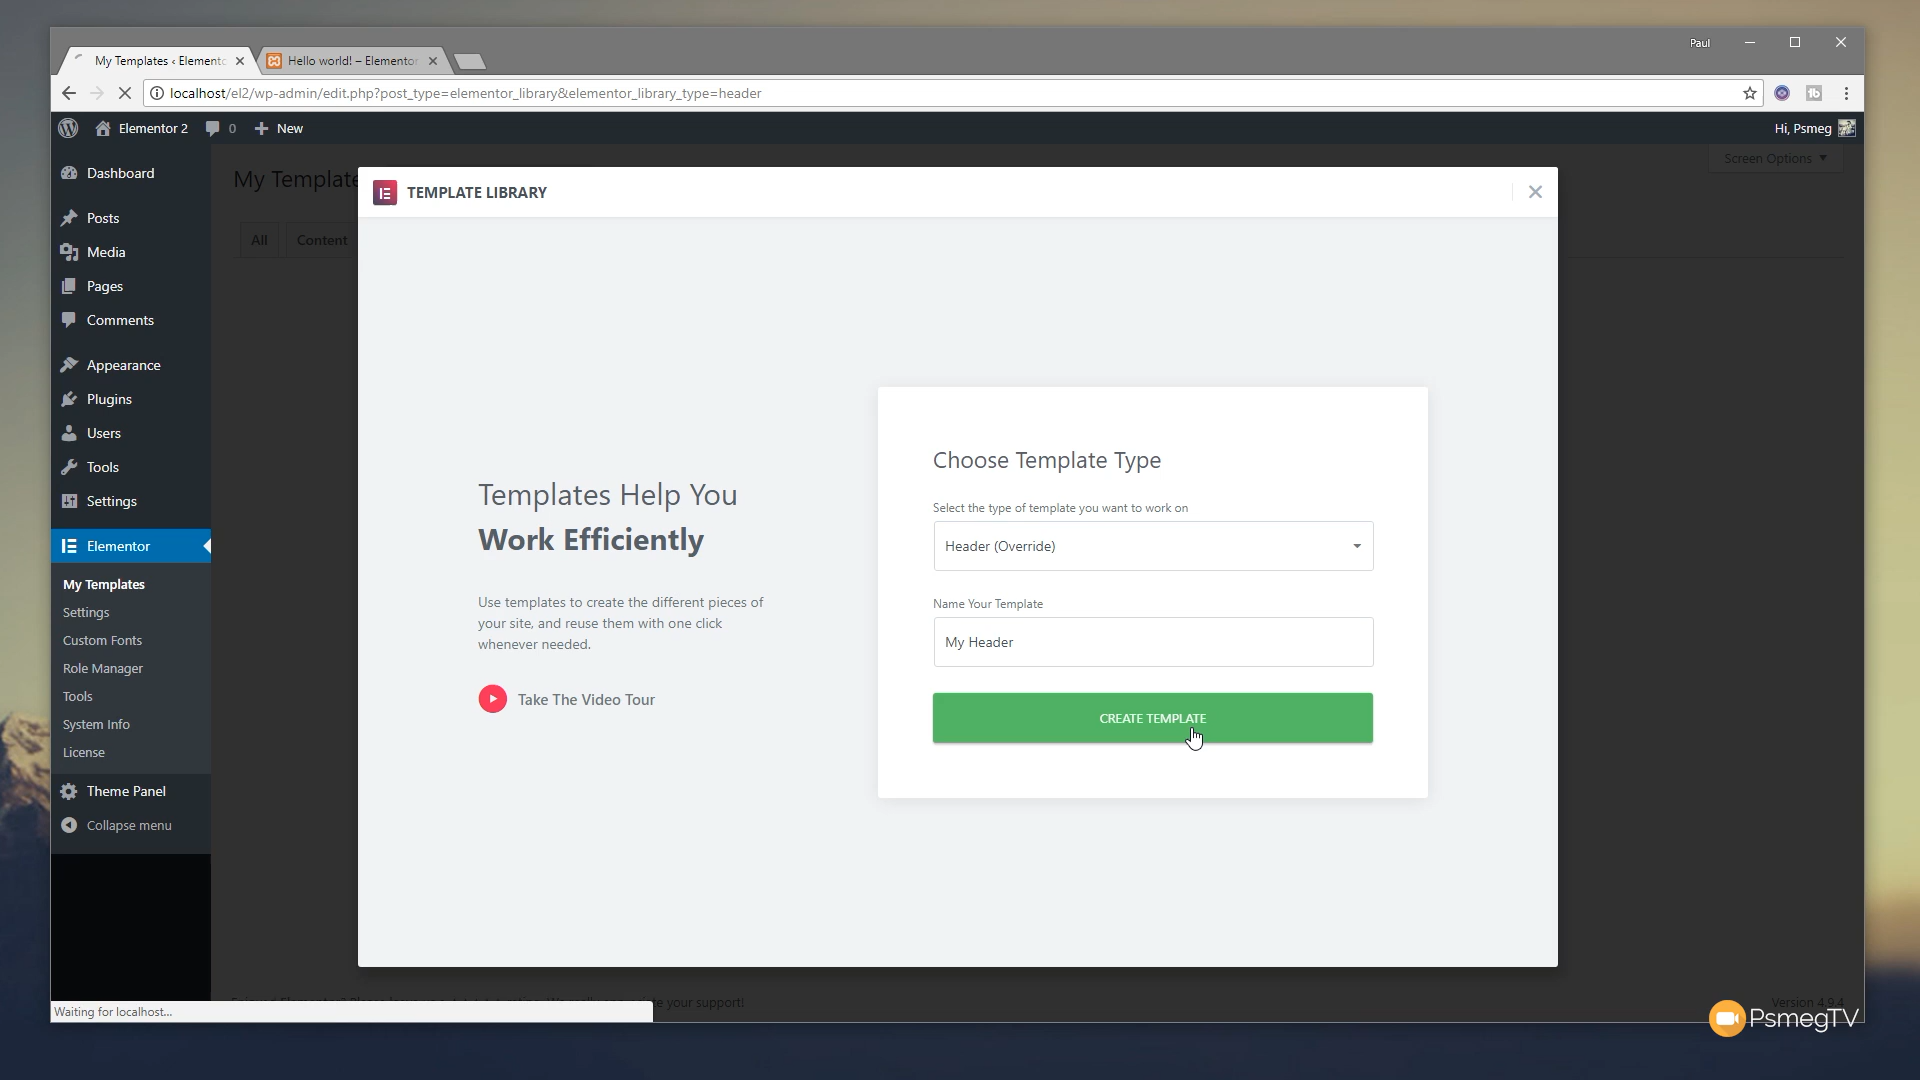 Paul
My Templates ‹ Elemento
Hello world! – Elementor
localhost/el2/wp-admin/edit.php?post_type=elementor_library&elementor_library_type=header
Elementor 2
0
New
Hi, Psmeg
Dashboard
Posts
Media
Pages
Comments
Appearance
Plugins
Users
Tools
Settings
Elementor
My Templates
Settings
Custom Fonts
Role Manager
Tools
System Info
License
Theme Panel
Collapse menu
My Template
Screen Options
All
Content
TEMPLATE LIBRARY
Templates Help You
Work Efficiently
Use templates to create the different pieces of
your site, and reuse them with one click
whenever needed.
Take The Video Tour
Choose Template Type
Select the type of template you want to work on
Header (Override)
Name Your Template
My Header
CREATE TEMPLATE
your support!
Version 4.9.4
Waiting for localhost...
PsmegTV